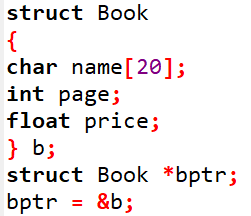 struct Book
{
char name[20];
int page;
float price;
} b;
struct Book *bptr;
bptr = &b;